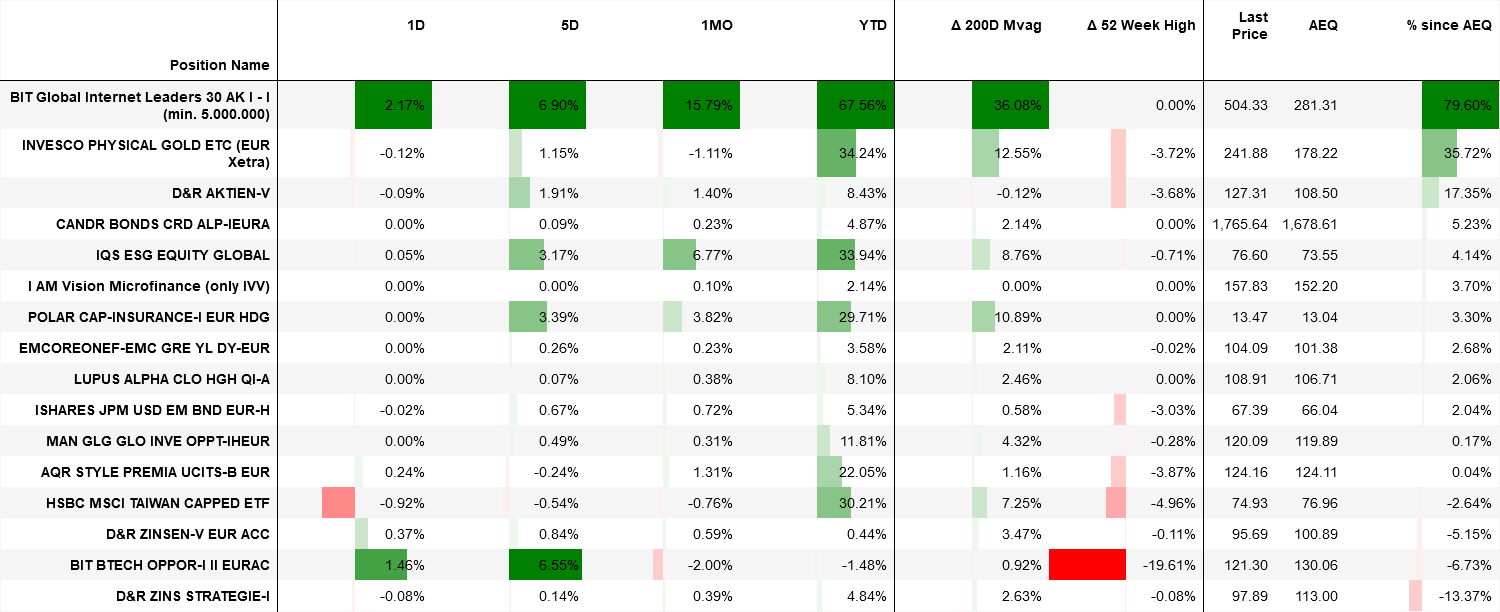 Position Name 1D 5D 1MO YTD Δ 200D Mvag Δ 52 Week High Last Price AEQ % since AEQ
BIT Global Internet Leaders 30 AK I - I (min. 5.000.000) 2.17% 6.90% 15.79% 67.56% 36.08% 0.00% 504.33 281.31 79.60%
INVESCO PHYSICAL GOLD ETC (EUR Xetra) -0.12% 1.15% -1.11% 34.24% 12.55% -3.72% 241.88 178.22 35.72%
D&R AKTIEN-V -0.09% 1.91% 1.40% 8.43% -0.12% -3.68% 127.31 108.50 17.35%
CANDR BONDS CRD ALP-IEURA 0.00% 0.09% 0.23% 4.87% 2.14% 0.00% 1,765.64 1,678.61 5.23%
IQS ESG EQUITY GLOBAL 0.05% 3.17% 6.77% 33.94% 8.76% -0.71% 76.60 73.55 4.14%
I AM Vision Microfinance (only IVV) 0.00% 0.00% 0.10% 2.14% 0.00% 0.00% 157.83 152.20 3.70%
POLAR CAP-INSURANCE-I EUR HDG 0.00% 3.39% 3.82% 29.71% 10.89% 0.00% 13.47 13.04 3.30%
EMCOREONEF-EMC GRE YL DY-EUR 0.00% 0.26% 0.23% 3.58% 2.11% -0.02% 104.09 101.38 2.68%
LUPUS ALPHA CLO HGH QI-A 0.00% 0.07% 0.38% 8.10% 2.46% 0.00% 108.91 106.71 2.06%
ISHARES JPM USD EM BND EUR-H -0.02% 0.67% 0.72% 5.34% 0.58% -3.03% 67.39 66.04 2.04%
MAN GLG GLO INVE OPPT-IHEUR 0.00% 0.49% 0.31% 11.81% 4.32% -0.28% 120.09 119.89 0.17%
AQR STYLE PREMIA UCITS-B EUR 0.24% -0.24% 1.31% 22.05% 1.16% -3.87% 124.16 124.11 0.04%
HSBC MSCI TAIWAN CAPPED ETF -0.92% -0.54% -0.76% 30.21% 7.25% -4.96% 74.93 76.96 -2.64%
D&R ZINSEN-V EUR ACC 0.37% 0.84% 0.59% 0.44% 3.47% -0.11% 95.69 100.89 -5.15%
BIT BTECH OPPOR-I II EURAC 1.46% 6.55% -2.00% -1.48% 0.92% -19.61% 121.30 130.06 -6.73%
D&R ZINS STRATEGIE-I -0.08% 0.14% 0.39% 4.84% 2.63% -0.08% 97.89 113.00 -13.37%